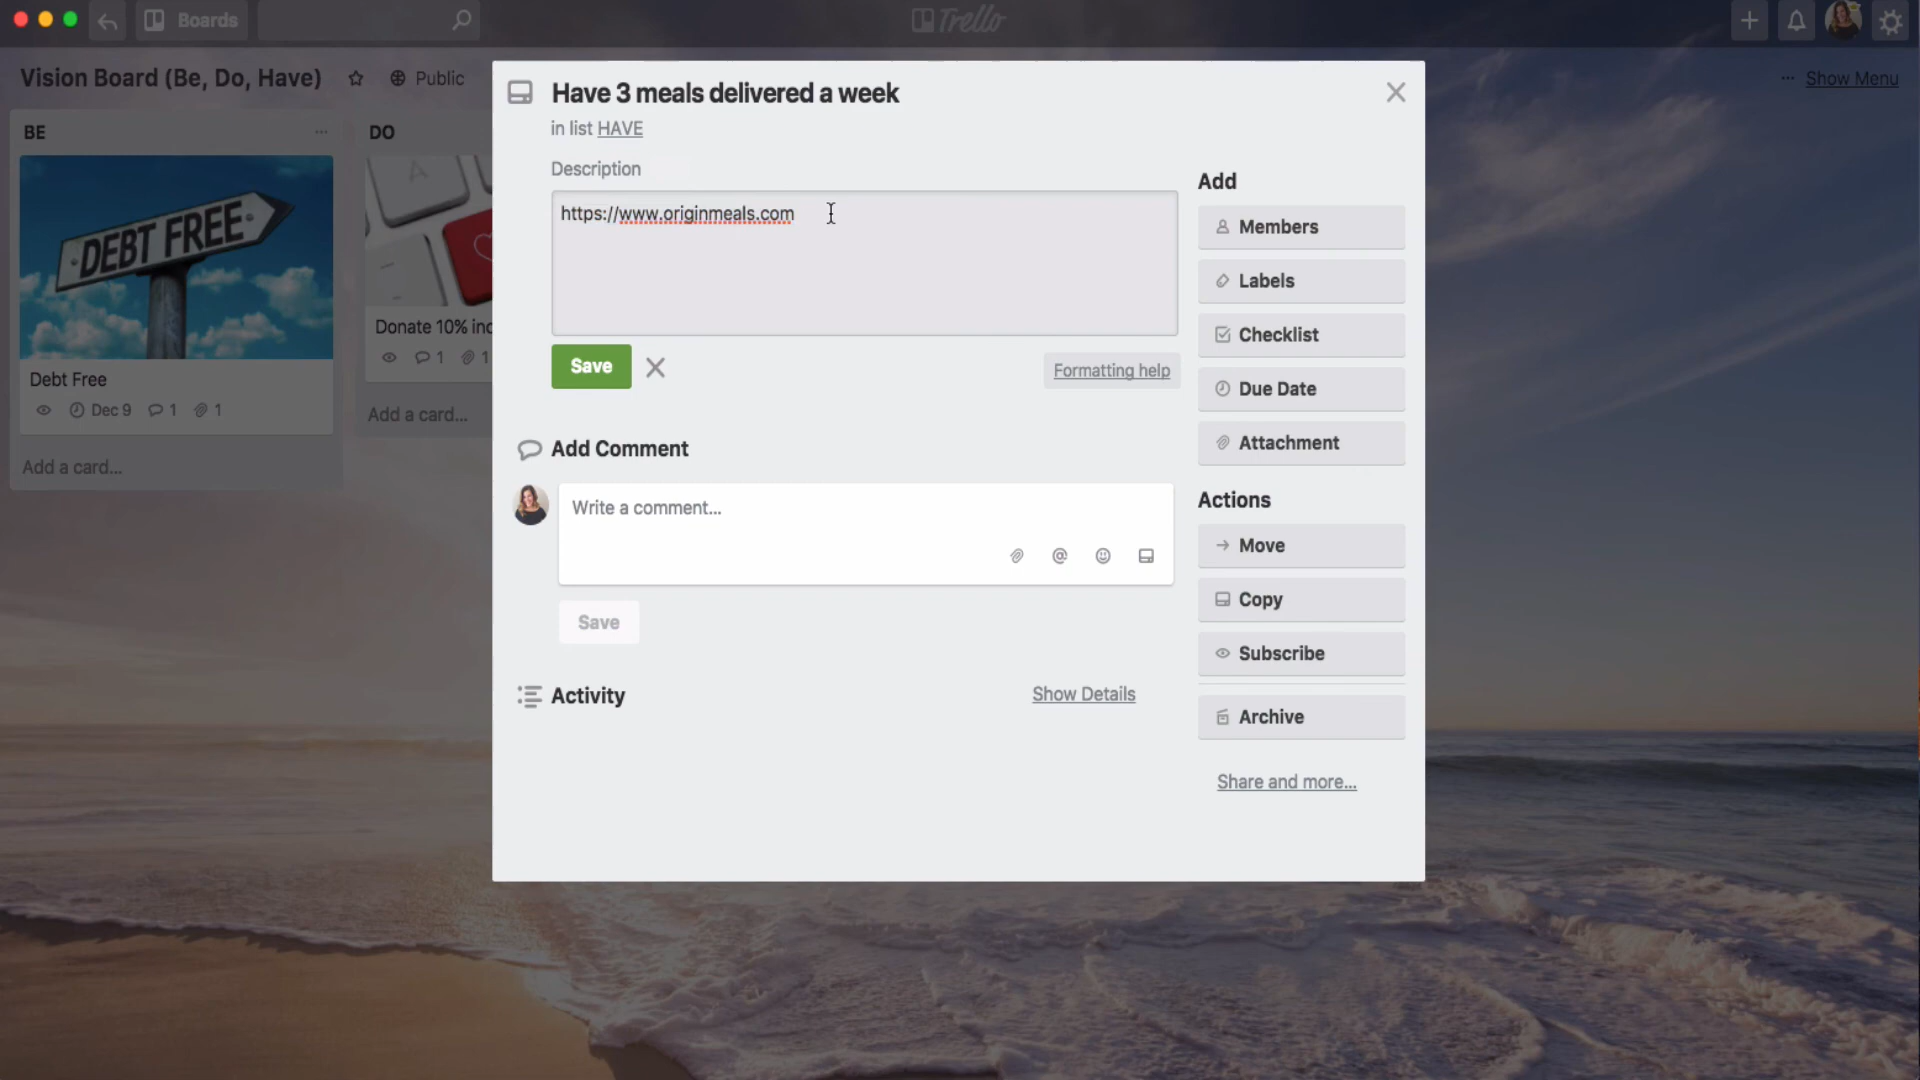 Boards
Trello
Vision Board (Be, Do, Have)
Public
Show Menu
BE
DEBT FREE
Debt Free
Dec 9
1
1
Add a card...
DO
A
Donate 10% inc
1
1
Add a card...
Have 3 meals delivered a week
in list HAVE
Description
https://www.originmeals.com
Save
Formatting help
Add Comment
Write a comment...
@
Save
Activity
Show Details
Add
Members
Labels
Checklist
Due Date
Attachment
Actions
Move
Copy
Subscribe
Archive
Share and more...